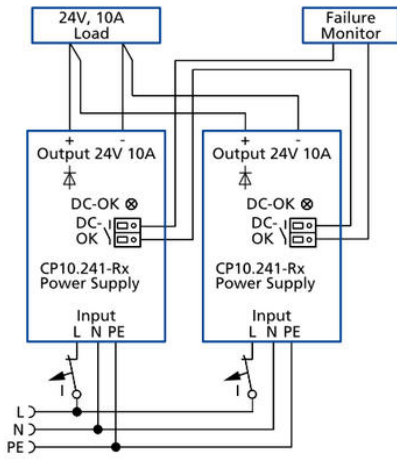 24V, 10A
Load
Failure
Monitor
+ -
Output 24V 10A
DC-OK
DC-
OK
CP10.241-Rx
Power Supply
Input
L N PE
I
+ -
Output 24V 10A
DC-OK
DC-
OK
CP10.241-Rx
Power Supply
Input
L N PE
I
L
N
PE